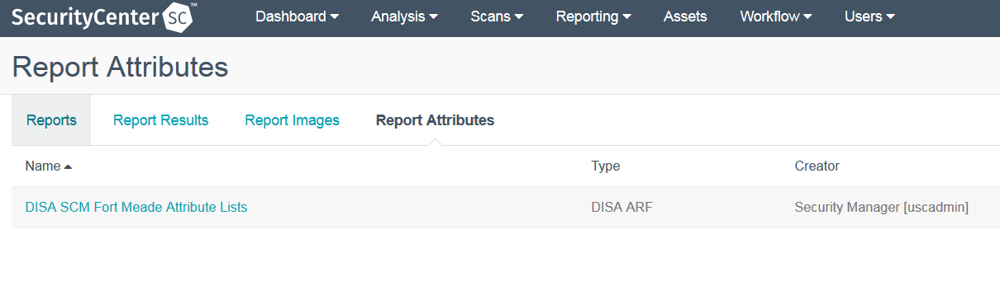 SecurityCenter SC™ Dashboard Analysis Scans Reporting Assets Workflow Users
Report Attributes
Reports Report Results Report Images Report Attributes
Name Type Creator
DISA SCM Fort Meade Attribute Lists DISA ARF Security Manager [uscadmin]